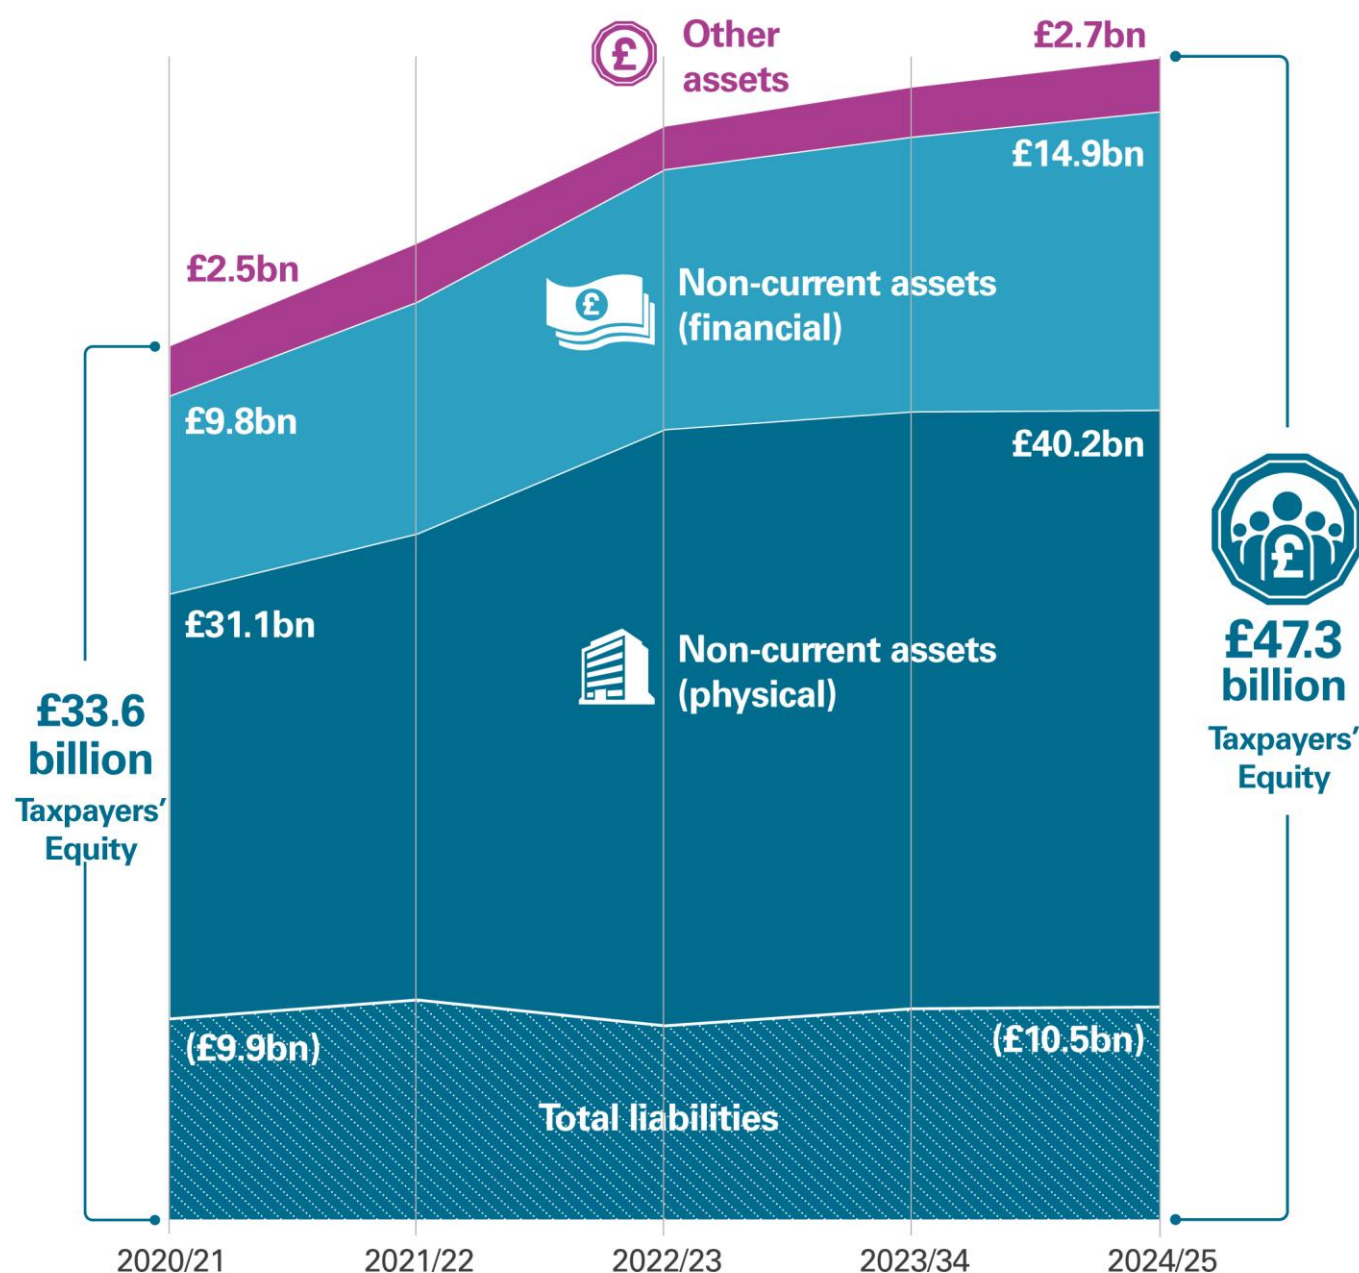 Other
assets
£2.7bn
£14.9bn
£2.5bn
Non-current assets
(financial)
£9.8bn
£40.2bn
£31.1bn
Non-current assets
(physical)
£33.6
billion
Taxpayers’
Equity
£
£47.3
billion
Taxpayers’
Equity
(£9.9bn)
(£10.5bn)
Total liabilities
2020/21
2021/22
2022/23
2023/34
2024/25